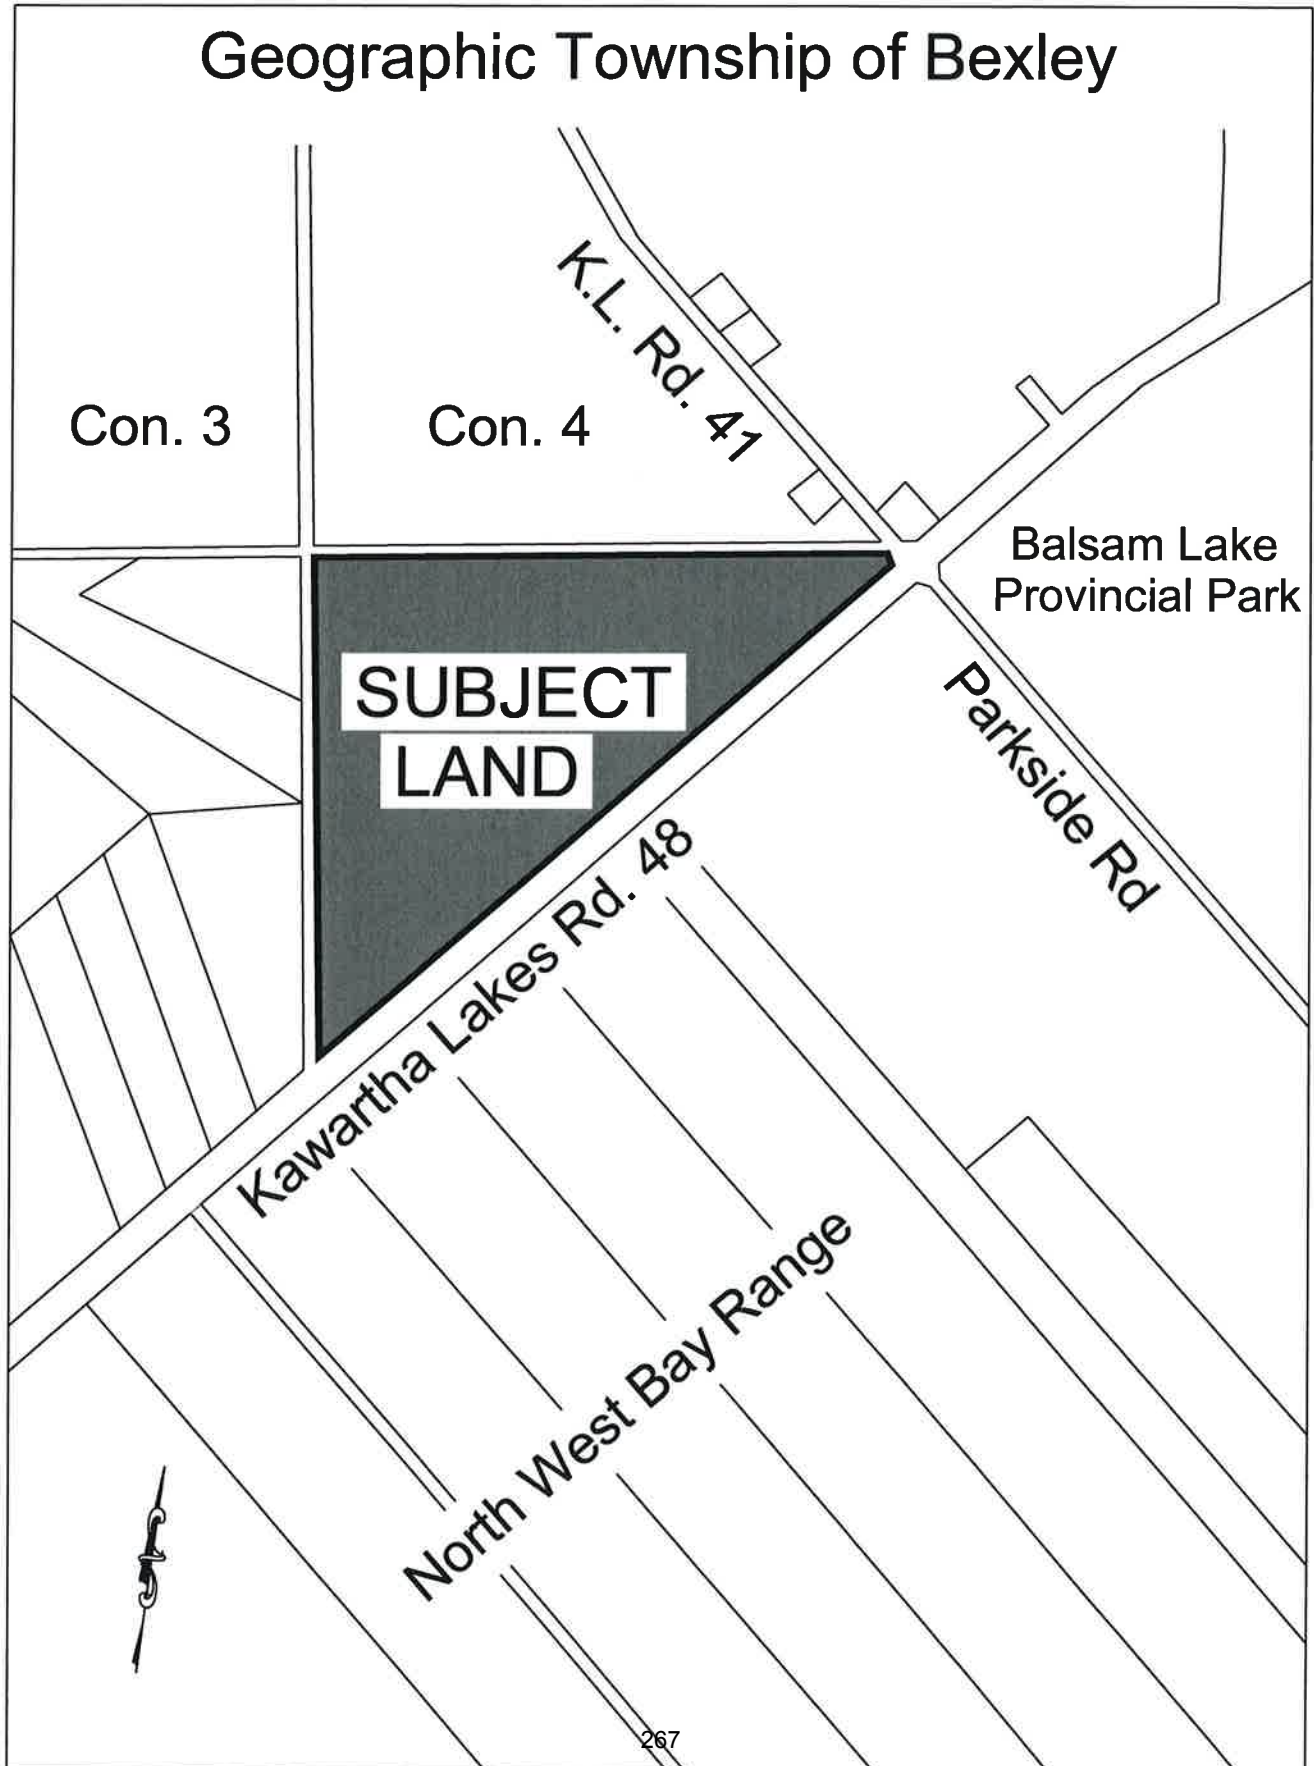 Geographic Township of Bexley
K.L. Rd. 41
Con. 3
Con. 4
Balsam Lake
Provincial Park
SUBJECT
LAND
Parkside Rd
Kawartha Lakes Rd. 48
North West Bay Range
267